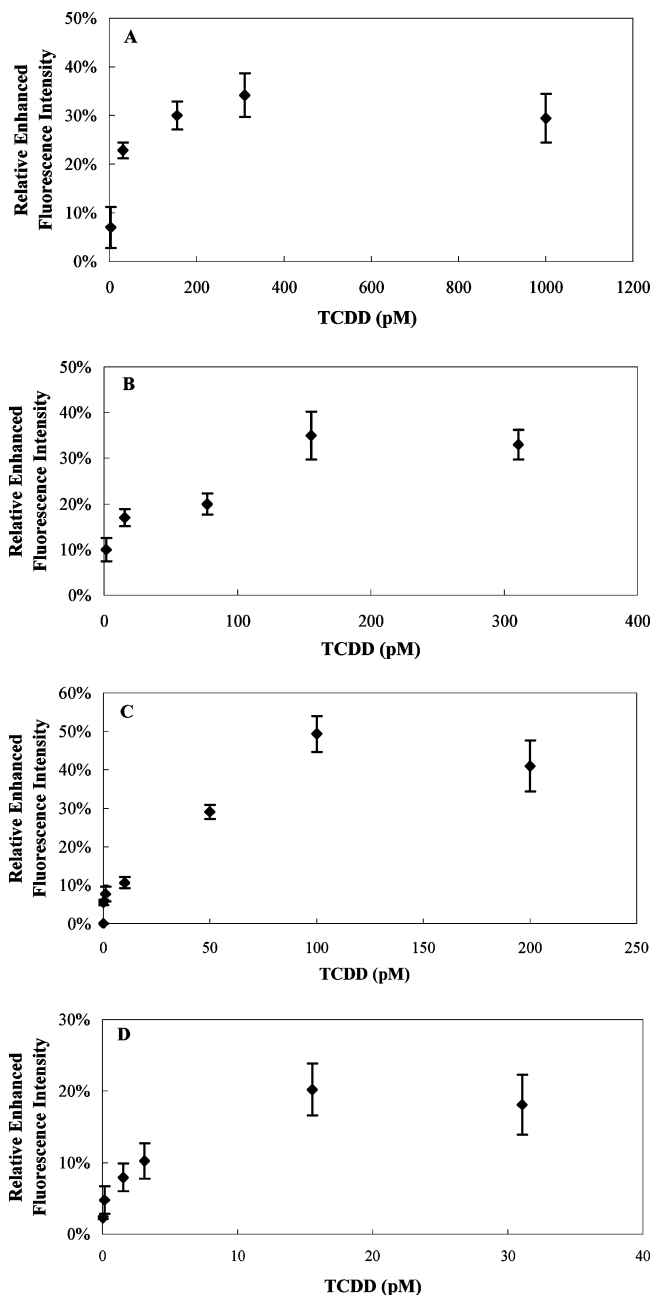 A
50%
40%
30%
20%
10%
0%
Relative Enhanced
Fluorescence Intensity
0 200 400 600 800 1000 1200
TCDD (pM)
B
50%
40%
30%
20%
10%
0%
Relative Enhanced
Fluorescence Intensity
0 100 200 300 400
TCDD (pM)
C
60%
50%
40%
30%
20%
10%
0%
Relative Enhanced
Fluorescence Intensity
0 50 100 150 200 250
TCDD (pM)
D
30%
20%
10%
0%
Relative Enhanced
Fluorescence Intensity
0 10 20 30 40
TCDD (pM)